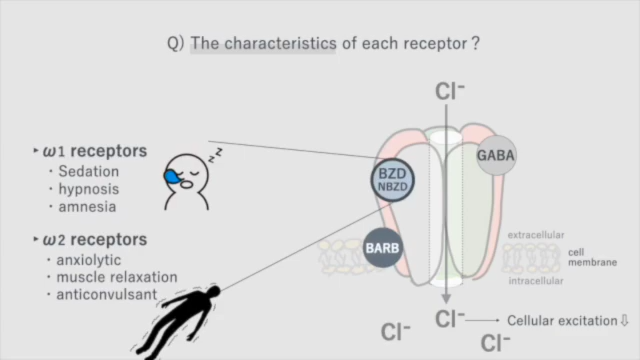 Q) The characteristics of each receptor ?
Cl⁻
‣ ω1 receptors
・Sedation
・hypnosis
・amnesia
z z z
BZD
NBZD
GABA
‣ ω2 receptors
・anxiolytic
・muscle relaxation
・anticonvulsant
BARB
extracellular
cell
membrane
intracellular
Cl⁻
Cl⁻
Cl⁻
Cellular excitation⇩